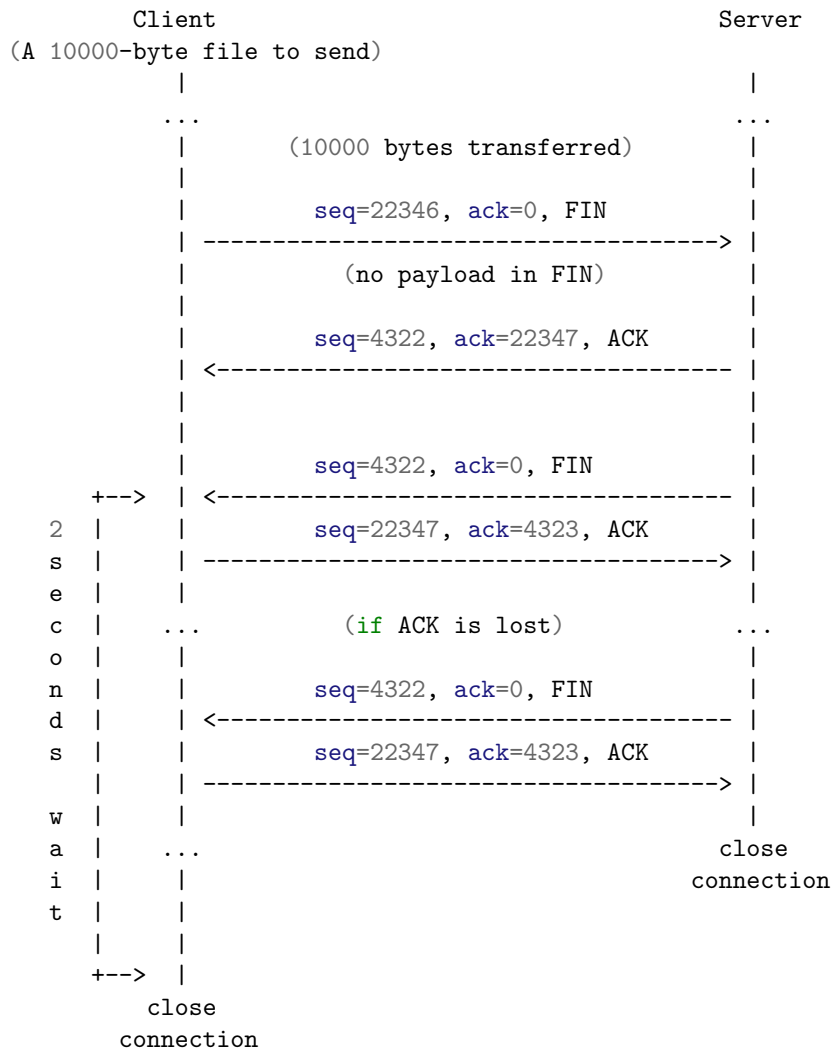 Client Server
(A 10000-byte file to send)
| |
... ...
| (10000 bytes transferred) |
| |
| seq=22346, ack=0, FIN |
| -------------------------------------> |
| (no payload in FIN) |
| |
| seq=4322, ack=22347, ACK |
| <------------------------------------- |
| |
| |
| seq=4322, ack=0, FIN |
+--> | <------------------------------------- |
2 | | seq=22347, ack=4323, ACK |
s | | -------------------------------------> |
e | | |
c | ... (if ACK is lost) ...
o | | |
n | | seq=4322, ack=0, FIN |
d | | <------------------------------------- |
s | | seq=22347, ack=4323, ACK |
| | -------------------------------------> |
w | | |
a | ... close
i | | connection
t | |
| |
+--> |
close
connection